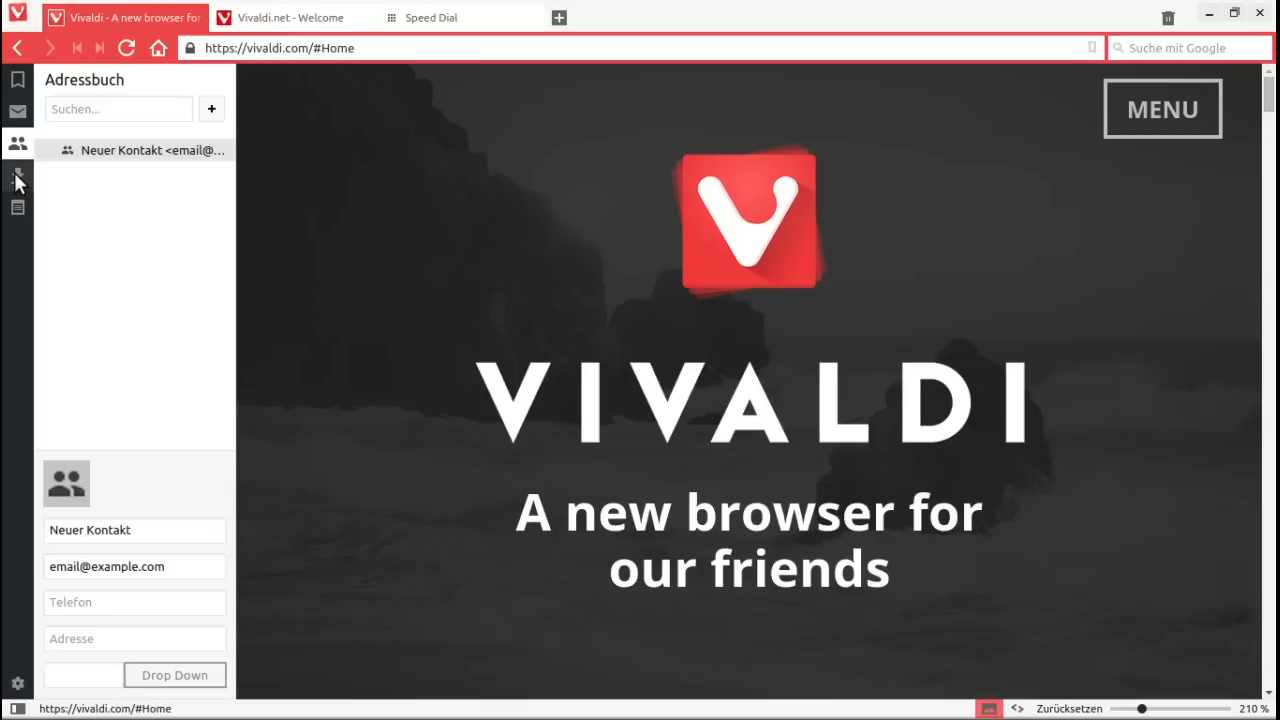 Vivaldi - A new browser for
Vivaldi.net - Welcome
Speed Dial
https://vivaldi.com/#Home
Suche mit Google
Adressbuch
Suchen...
+
Neuer Kontakt <email@...
MENU
VIVALDI
A new browser for
our friends
Neuer Kontakt
email@example.com
Telefon
Adresse
Drop Down
https://vivaldi.com/#Home
Zurücksetzen
210 %